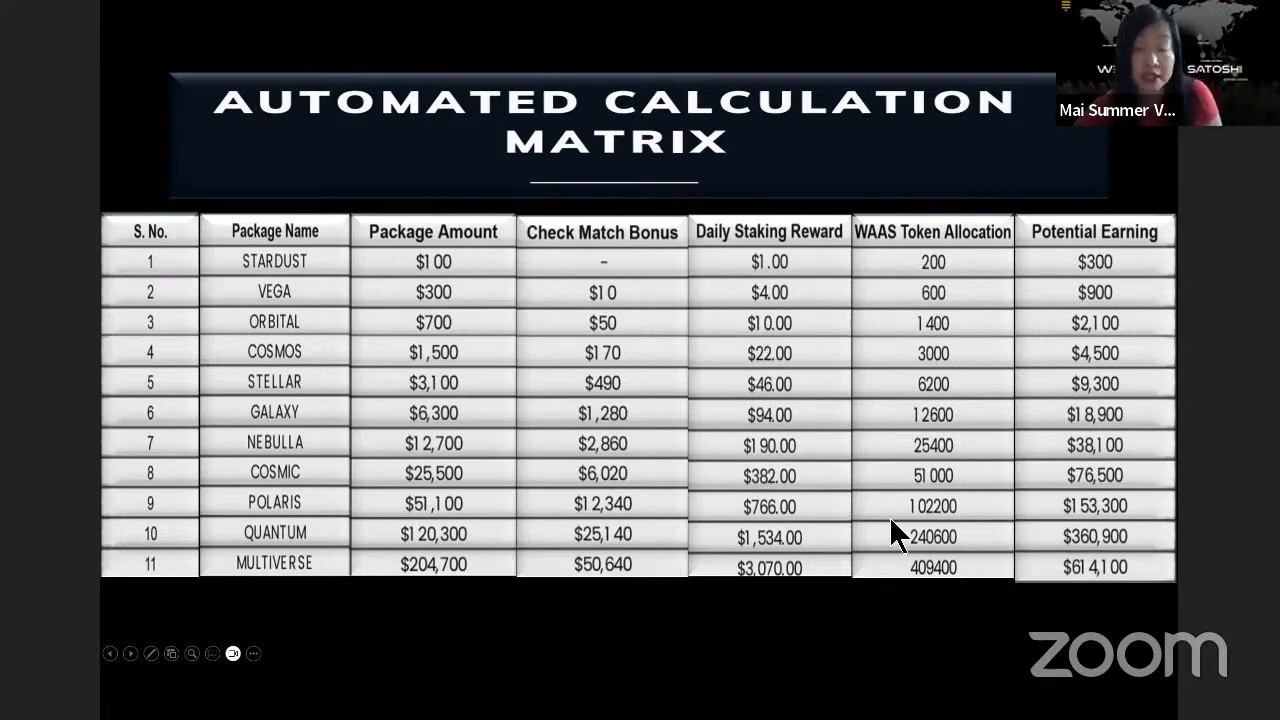 SATOSHI
Mai Summer V...
AUTOMATED CALCULATION
MATRIX
S. No. Package Name Package Amount Check Match Bonus Daily Staking Reward WAAS Token Allocation Potential Earning
1 STARDUST $100 – $1.00 200 $300
2 VEGA $300 $10 $4.00 600 $900
3 ORBITAL $700 $50 $10.00 1400 $2,100
4 COSMOS $1,500 $170 $22.00 3000 $4,500
5 STELLAR $3,100 $490 $46.00 6200 $9,300
6 GALAXY $6,300 $1,280 $94.00 12600 $18,900
7 NEBULLA $12,700 $2,860 $190.00 25400 $38,100
8 COSMIC $25,500 $6,020 $382.00 51000 $76,500
9 POLARIS $51,100 $12,340 $766.00 102200 $153,300
10 QUANTUM $120,300 $25,140 $1,534.00 240600 $360,900
11 MULTIVERSE $204,700 $50,640 $3,070.00 409400 $614,100
zoom